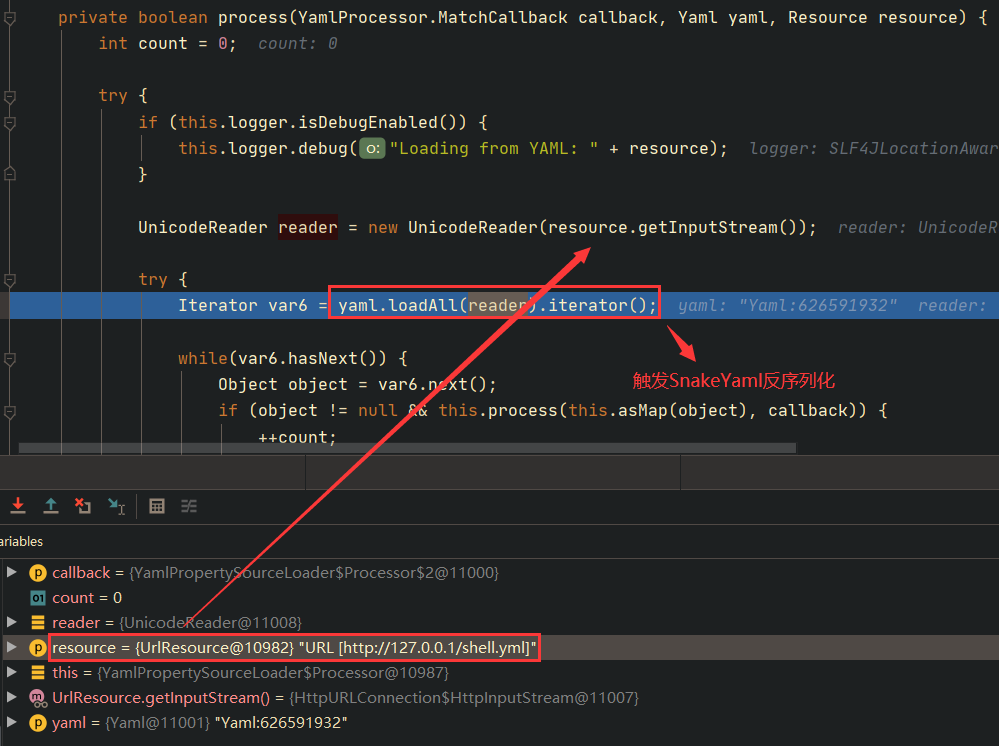 private boolean process(YamlProcessor.MatchCallback callback, Yaml yaml, Resource resource) {
int count = 0;  count: 0
try {
if (this.logger.isDebugEnabled()) {
this.logger.debug( o: "Loading from YAML: " + resource);  logger: SLF4JLocationAwar
}
UnicodeReader reader = new UnicodeReader(resource.getInputStream());  reader: UnicodeR
try {
Iterator var6 = yaml.loadAll(reader).iterator();  yaml: "Yaml:626591932"  reader:
while(var6.hasNext()) {
触发SnakeYaml反序列化
Object object = var6.next();
if (object != null && this.process(this.asMap(object), callback)) {
++count;
ariables
callback = {YamlPropertySourceLoader$Processor$2@11000}
01 count = 0
reader = {UnicodeReader@11008}
resource = {UrlResource@10982} "URL [http://127.0.0.1/shell.yml]"
this = {YamlPropertySourceLoader$Processor@10987}
UrlResource.getInputStream() = {HttpURLConnection$HttpInputStream@11007}
yaml = {Yaml@11001} "Yaml:626591932"